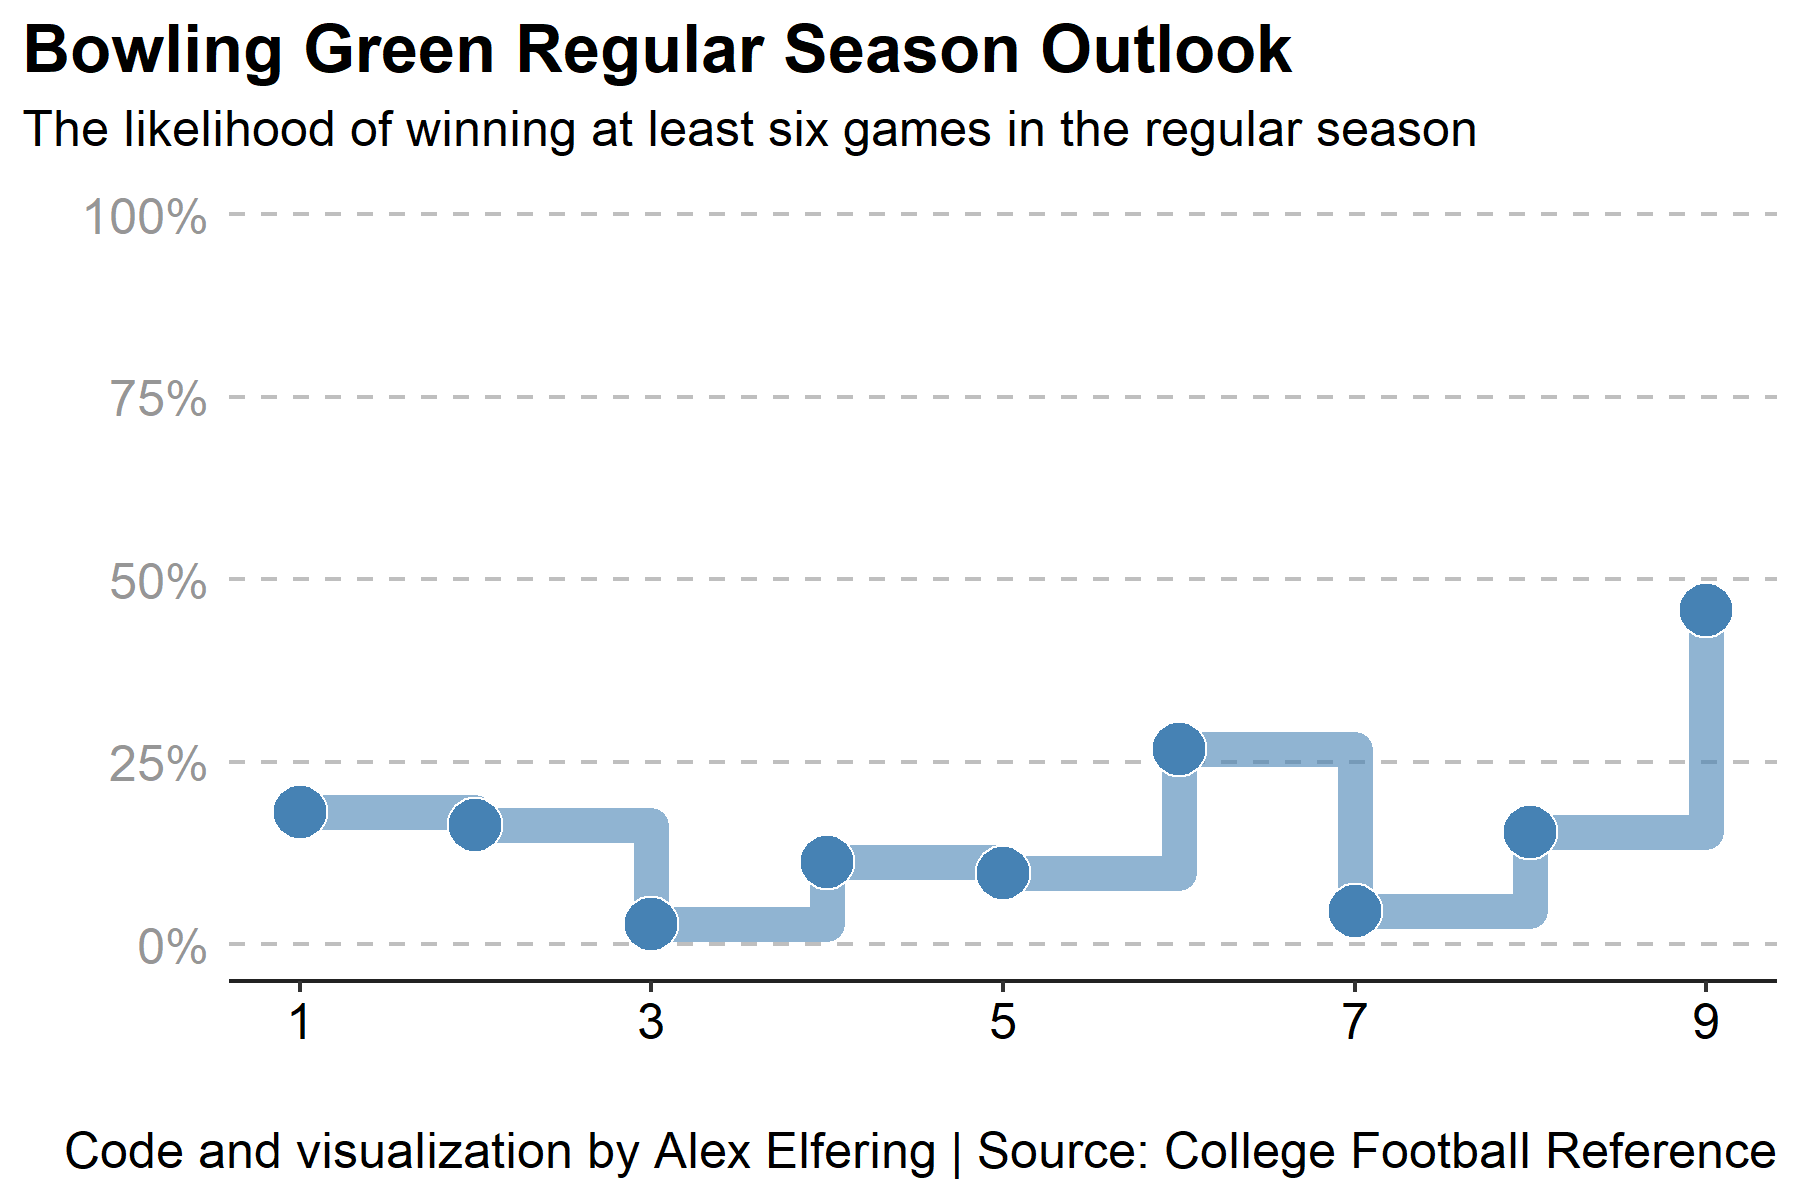 Bowling Green Regular Season Outlook
The likelihood of winning at least six games in the regular season
100%
75%
50%
25%
0%
1 3 5 7 9
Code and visualization by Alex Elfering | Source: College Football Reference